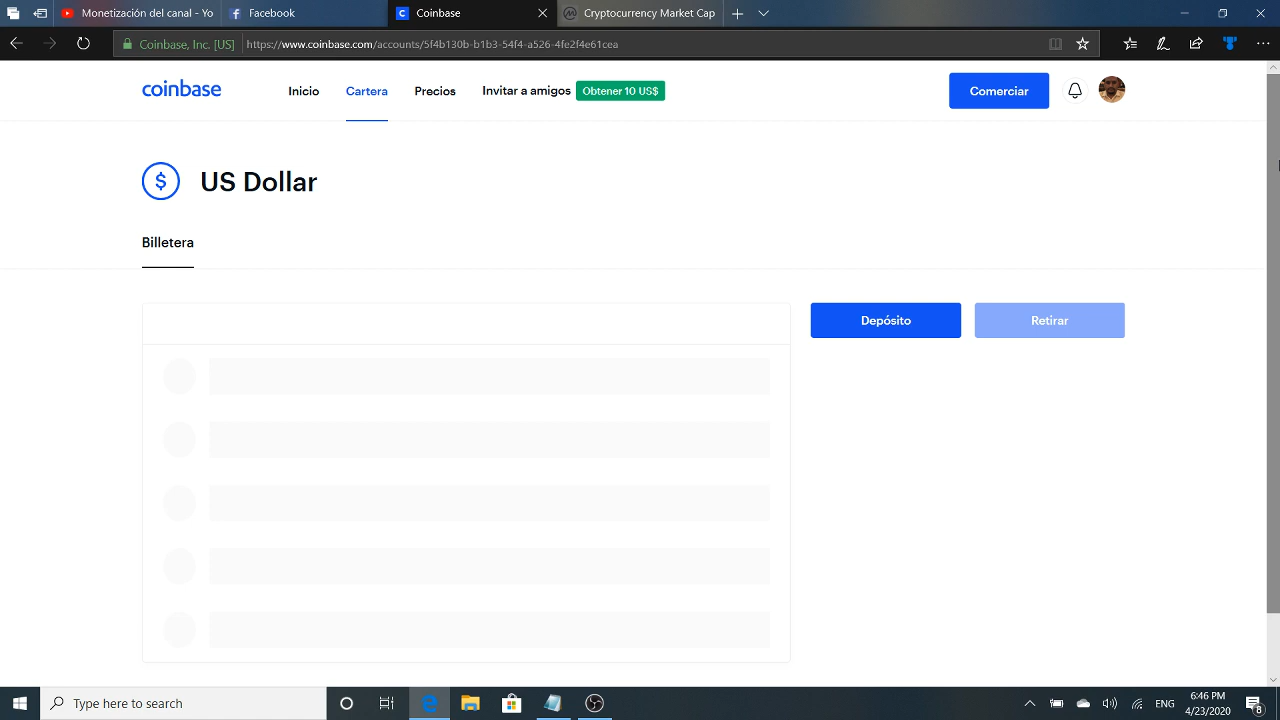 Monetización del canal - Yo
Facebook
Coinbase
Cryptocurrency Market Cap
Coinbase, Inc. [US]
https://www.coinbase.com/accounts/5f4b130b-b1b3-54f4-a526-4fe2f4e61cea
coinbase
Inicio
Cartera
Precios
Invitar a amigos
Obtener 10 US$
Comerciar
$
US Dollar
Billetera
Depósito
Retirar
Type here to search
ENG
6:46 PM
4/23/2020
8